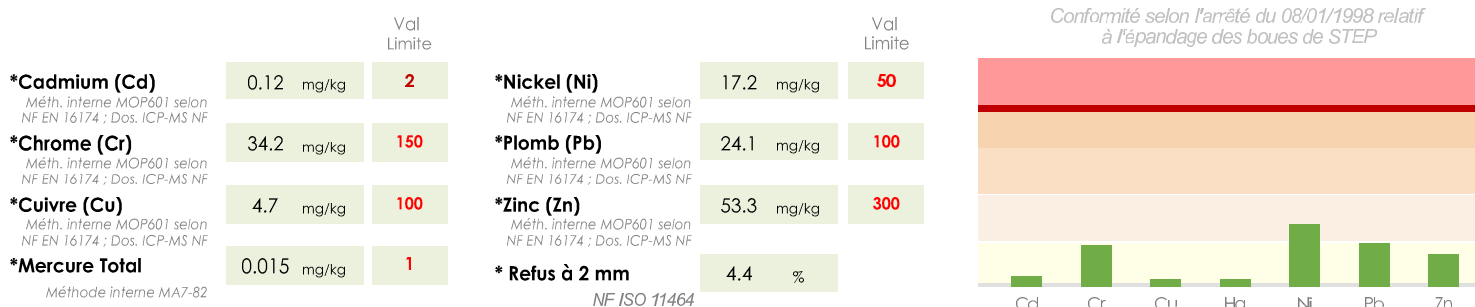 Val
Limite
*Cadmium (Cd) 0.12 mg/kg 2
Méth. interne MOP601 selon
NF EN 16174 ; Dos. ICP-MS NF
*Chrome (Cr) 34.2 mg/kg 150
Méth. interne MOP601 selon
NF EN 16174 ; Dos. ICP-MS NF
*Cuivre (Cu) 4.7 mg/kg 100
Méth. interne MOP601 selon
NF EN 16174 ; Dos. ICP-MS NF
*Mercure Total 0.015 mg/kg 1
Méthode interne MA7-82
Val
Limite
*Nickel (Ni) 17.2 mg/kg 50
Méth. interne MOP601 selon
NF EN 16174 ; Dos. ICP-MS NF
*Plomb (Pb) 24.1 mg/kg 100
Méth. interne MOP601 selon
NF EN 16174 ; Dos. ICP-MS NF
*Zinc (Zn) 53.3 mg/kg 300
Méth. interne MOP601 selon
NF EN 16174 ; Dos. ICP-MS NF
* Refus à 2 mm 4.4 %
NF ISO 11464
Conformité selon l'arrêté du 08/01/1998 relatif
à l'épandage des boues de STEP
Cd Cr Cu Hg Ni Pb Zn